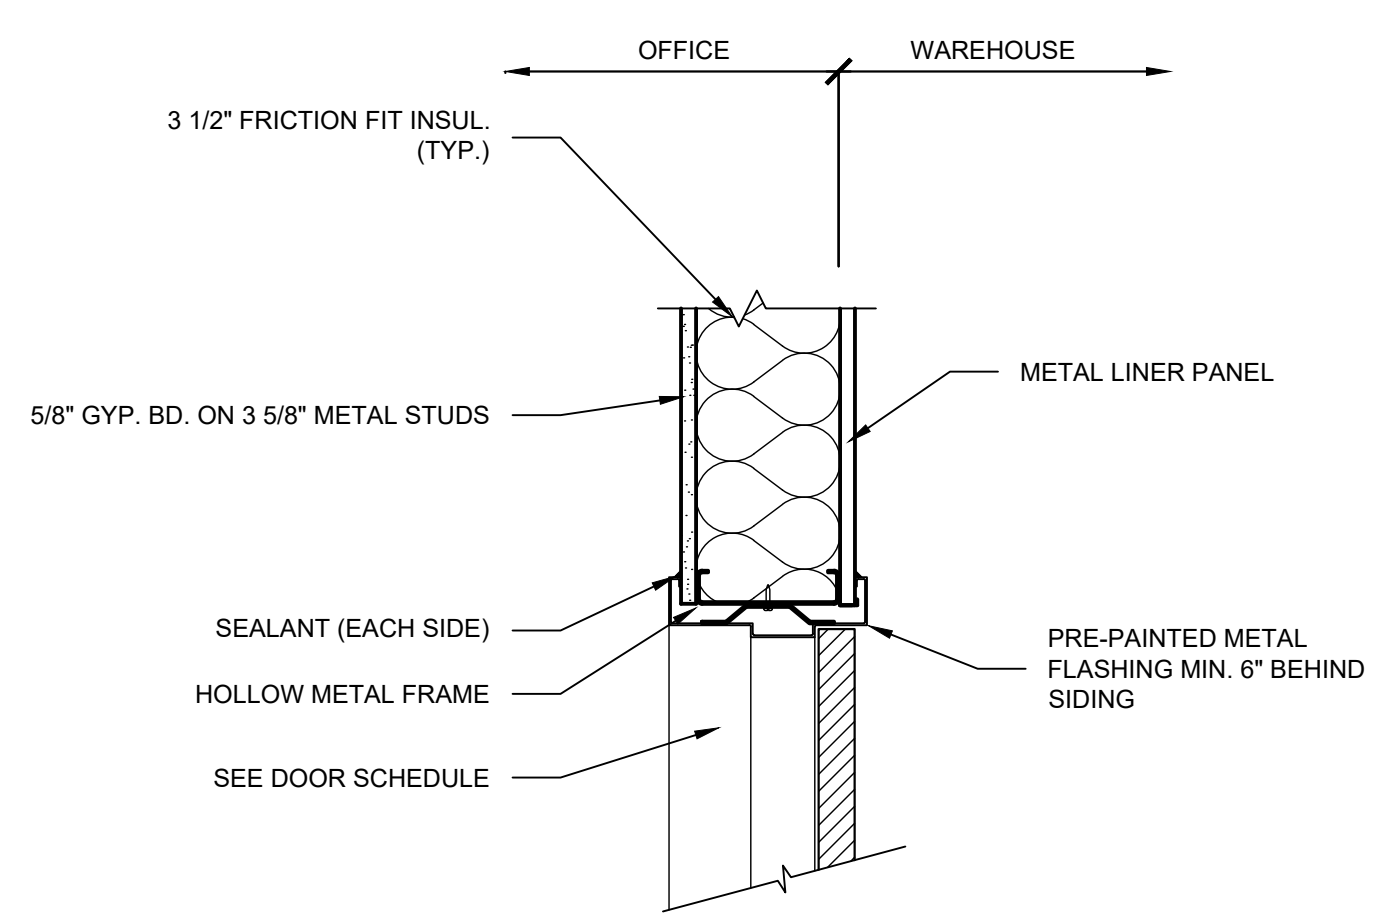 OFFICE
WAREHOUSE
3 1/2" FRICTION FIT INSUL.
(TYP.)
METAL LINER PANEL
5/8" GYP. BD. ON 3 5/8" METAL STUDS
SEALANT (EACH SIDE)
PRE-PAINTED METAL
FLASHING MIN. 6" BEHIND
SIDING
HOLLOW METAL FRAME
SEE DOOR SCHEDULE